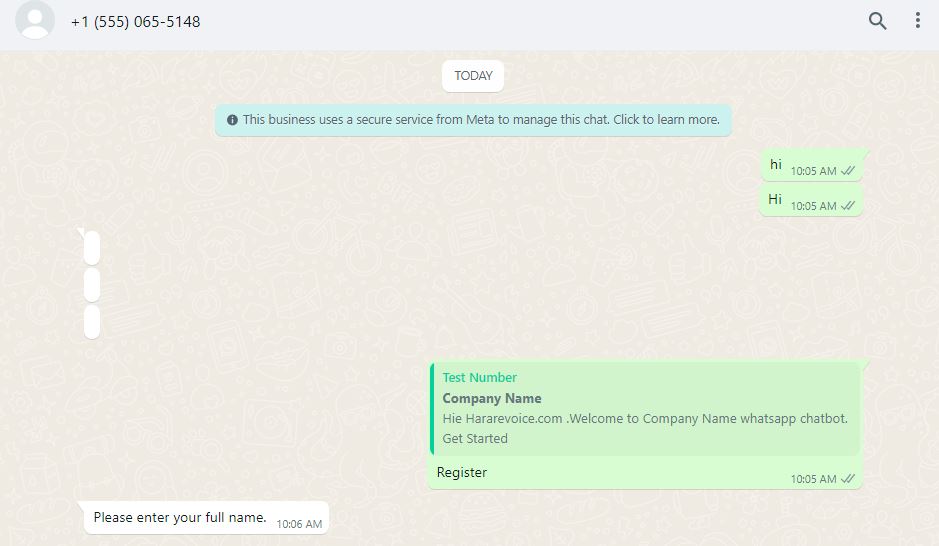 +1 (555) 065-5148
TODAY
This business uses a secure service from Meta to manage this chat. Click to learn more.
hi 10:05 AM
Hi 10:05 AM
Test Number
Company Name
Hie Hararevoice.com .Welcome to Company Name whatsapp chatbot.
Get Started
Register 10:05 AM
Please enter your full name. 10:06 AM